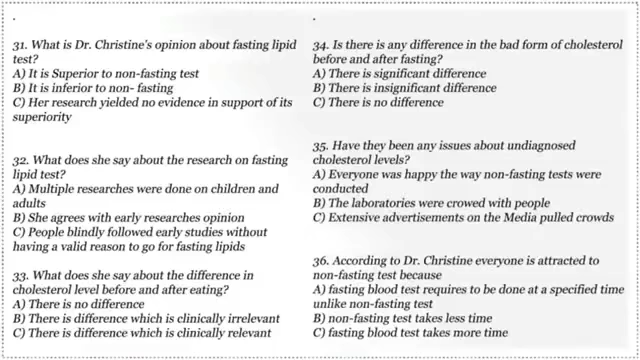 31. What is Dr. Christine's opinion about fasting lipid
test?
A) It is Superior to non-fasting test
B) It is inferior to non- fasting
C) Her research yielded no evidence in support of its
superiority
32. What does she say about the research on fasting
lipid test?
A) Multiple researches were done on children and
adults
B) She agrees with early researches opinion
C) People blindly followed early studies without
having a valid reason to go for fasting lipids
33. What does she say about the difference in
cholesterol level before and after eating?
A) There is no difference
B) There is difference which is clinically irrelevant
C) There is difference which is clinically relevant
34. Is there is any difference in the bad form of cholesterol
before and after fasting?
A) There is significant difference
B) There is insignificant difference
C) There is no difference
35. Have they been any issues about undiagnosed
cholesterol levels?
A) Everyone was happy the way non-fasting tests were
conducted
B) The laboratories were crowed with people
C) Extensive advertisements on the Media pulled crowds
36. According to Dr. Christine everyone is attracted to
non-fasting test because
A) fasting blood test requires to be done at a specified time
unlike non-fasting test
B) non-fasting test takes less time
C) fasting blood test takes more time